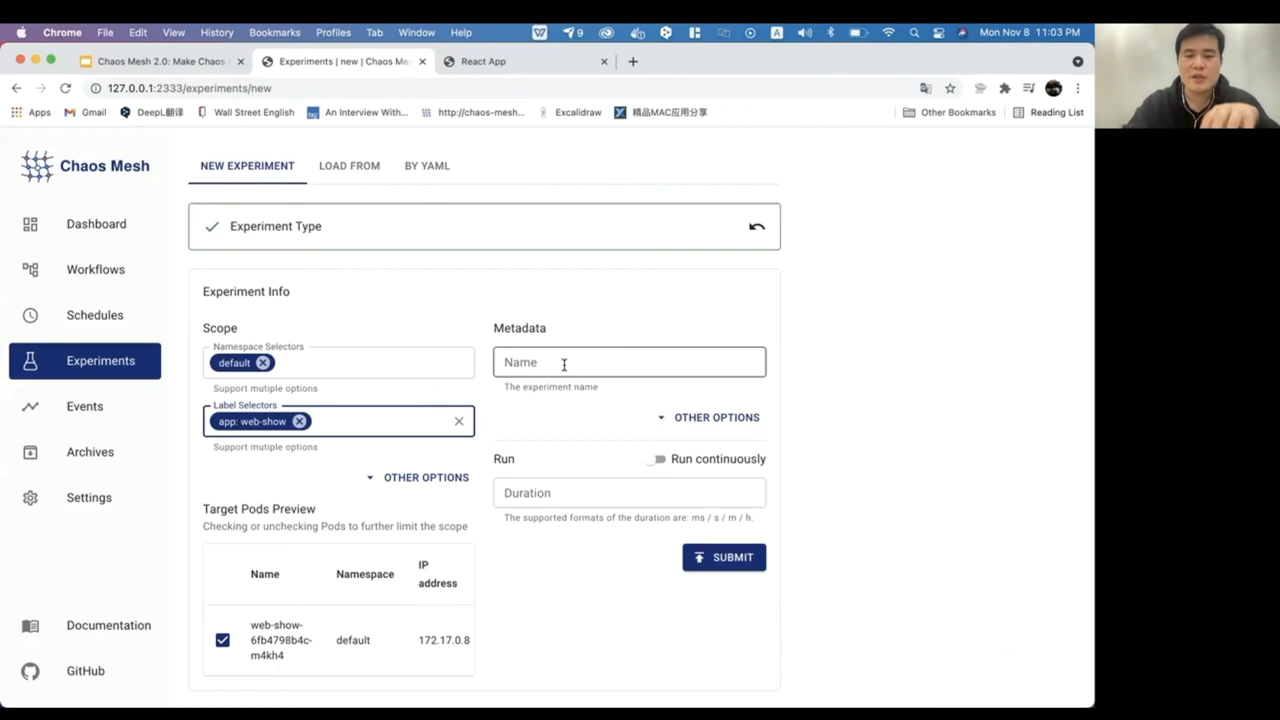 Chrome File Edit View History Bookmarks Profiles Tab Window Help 9 A Mon Nov 8 11:03 PM
Chaos Mesh 2.0: Make Chaos Experiments | new | Chaos Me React App
127.0.0.1:2333/experiments/new
Apps Gmail DeepL翻译 Wall Street English An Interview With... http://chaos-mesh... Excalidraw 精品MAC应用分享 Other Bookmarks Reading List
Chaos Mesh
NEW EXPERIMENT LOAD FROM BY YAML
Dashboard
Workflows
Schedules
Experiments
Events
Archives
Settings
Documentation
GitHub
Experiment Type
Experiment Info
Scope
Namespace Selectors
default
Support mutiple options
Label Selectors
app: web-show
Support mutiple options
OTHER OPTIONS
Target Pods Preview
Checking or unchecking Pods to further limit the scope
Name Namespace IP address
web-show-6fb4798b4c-m4kh4 default 172.17.0.8
Metadata
Name
The experiment name
OTHER OPTIONS
Run Run continuously
Duration
The supported formats of the duration are: ms / s / m / h.
SUBMIT